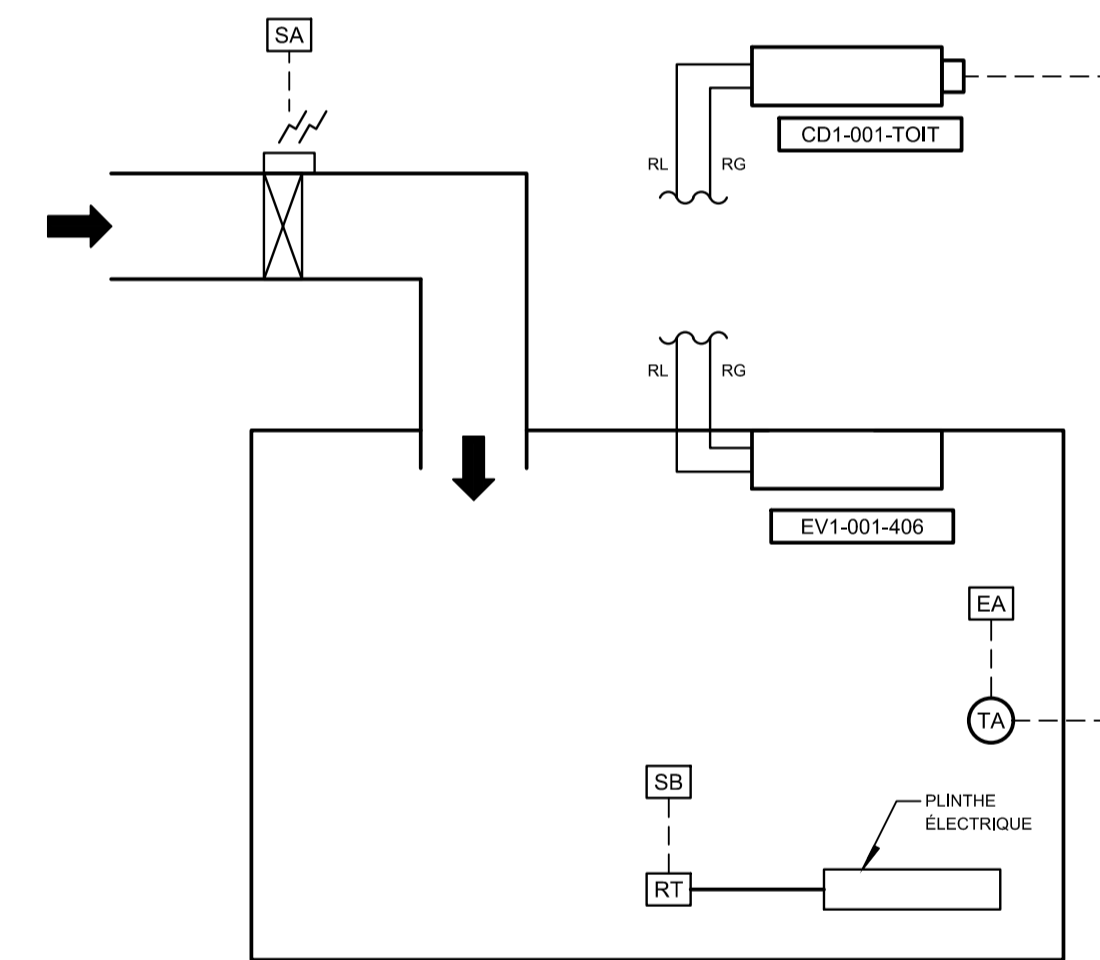 SA
CD1-001-TOIT
RL
RG
RL
RG
EV1-001-406
EA
TA
SB
PLINTHE
ÉLECTRIQUE
RT